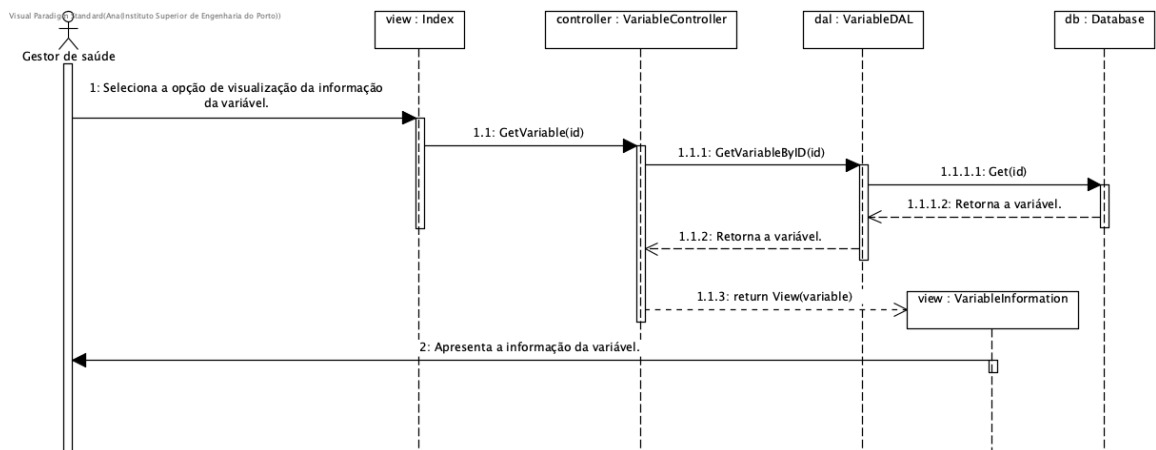 Visual Paradigm Standard(Ana(Instituto Superior de Engenharia do Porto))
view : Index
controller : VariableController
dal : VariableDAL
db : Database
Gestor de saúde
1: Seleciona a opção de visualização da informação
da variável.
1.1: GetVariable(id)
1.1.1: GetVariableByID(id)
1.1.1.1: Get(id)
1.1.1.2: Retorna a variável.
1.1.2: Retorna a variável.
1.1.3: return View(variable)
view : VariableInformation
2: Apresenta a informação da variável.